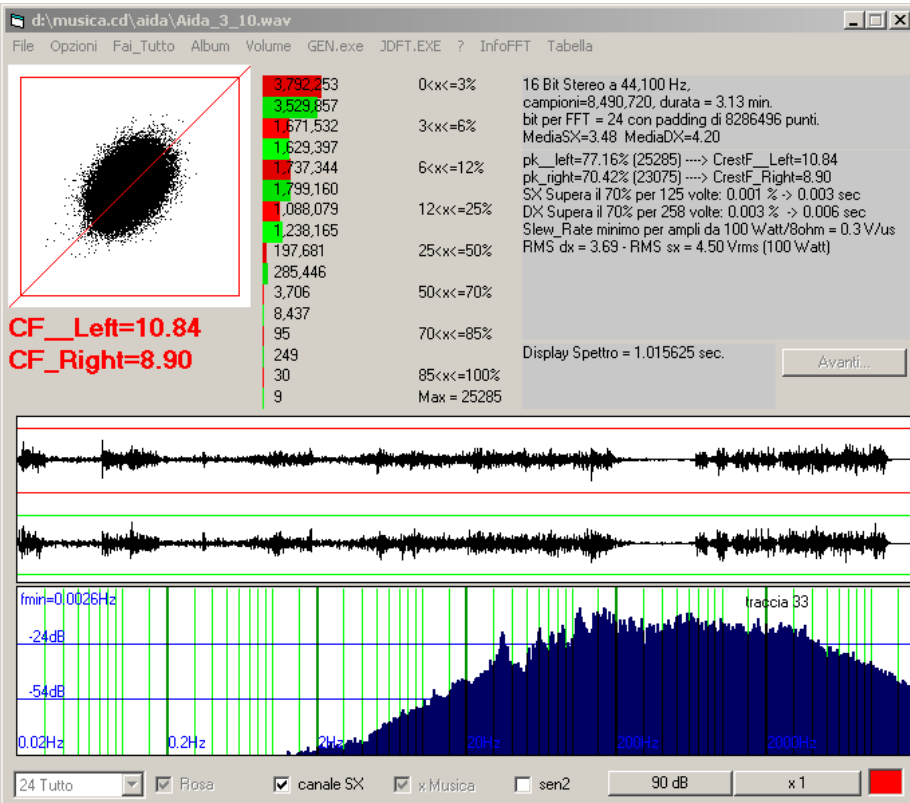 d:\musica.cd\aida\Aida_3_10.wav
File Opzioni Fai_Tutto Album Volume GEN.exe JDFT.EXE ? InfoFFT Tabella
3,792,253 0<x<=3%
3,529,857
1,671,532 3<x<=6%
1,629,397
1,737,344 6<x<=12%
1,799,160
1,088,079 12<x<=25%
1,238,165
197,681 25<x<=50%
285,446
3,706 50<x<=70%
8,437
95 70<x<=85%
249
30 85<x<=100%
9 Max = 25285
CF__Left=10.84
CF_Right=8.90
16 Bit Stereo a 44,100 Hz,
campioni=8,490,720, durata = 3.13 min.
bit per FFT = 24 con padding di 8286496 punti.
MediaSX=3.48 MediaDX=4.20
pk__left=77.16% (25285) ----> CrestF__Left=10.84
pk_right=70.42% (23075) ----> CrestF_Right=8.90
SX Supera il 70% per 125 volte: 0.001 % -> 0.003 sec
DX Supera il 70% per 258 volte: 0.003 % -> 0.006 sec
Slew_Rate minimo per ampli da 100 Watt/8ohm = 0.3 V/us
RMS dx = 3.69 - RMS sx = 4.50 Vrms (100 Watt)
Display Spettro = 1.015625 sec.
Avanti...
fmin=0.0026Hz
traccia 33
-24dB
-54dB
0.02Hz 0.2Hz 2Hz 20Hz 200Hz 2000Hz
24 Tutto Rosa canale SX x Musica sen2 90 dB x 1